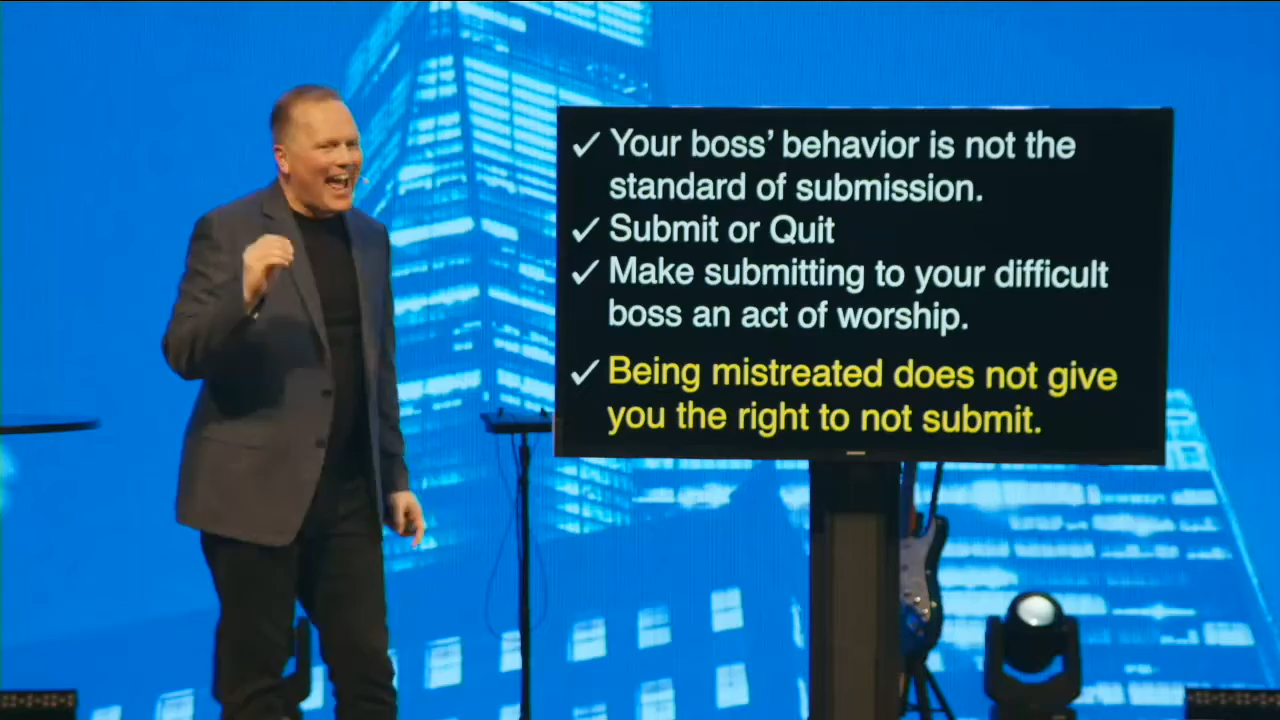 ✓ Your boss’ behavior is not the
standard of submission.
✓ Submit or Quit
✓ Make submitting to your difficult
boss an act of worship.
✓ Being mistreated does not give
you the right to not submit.